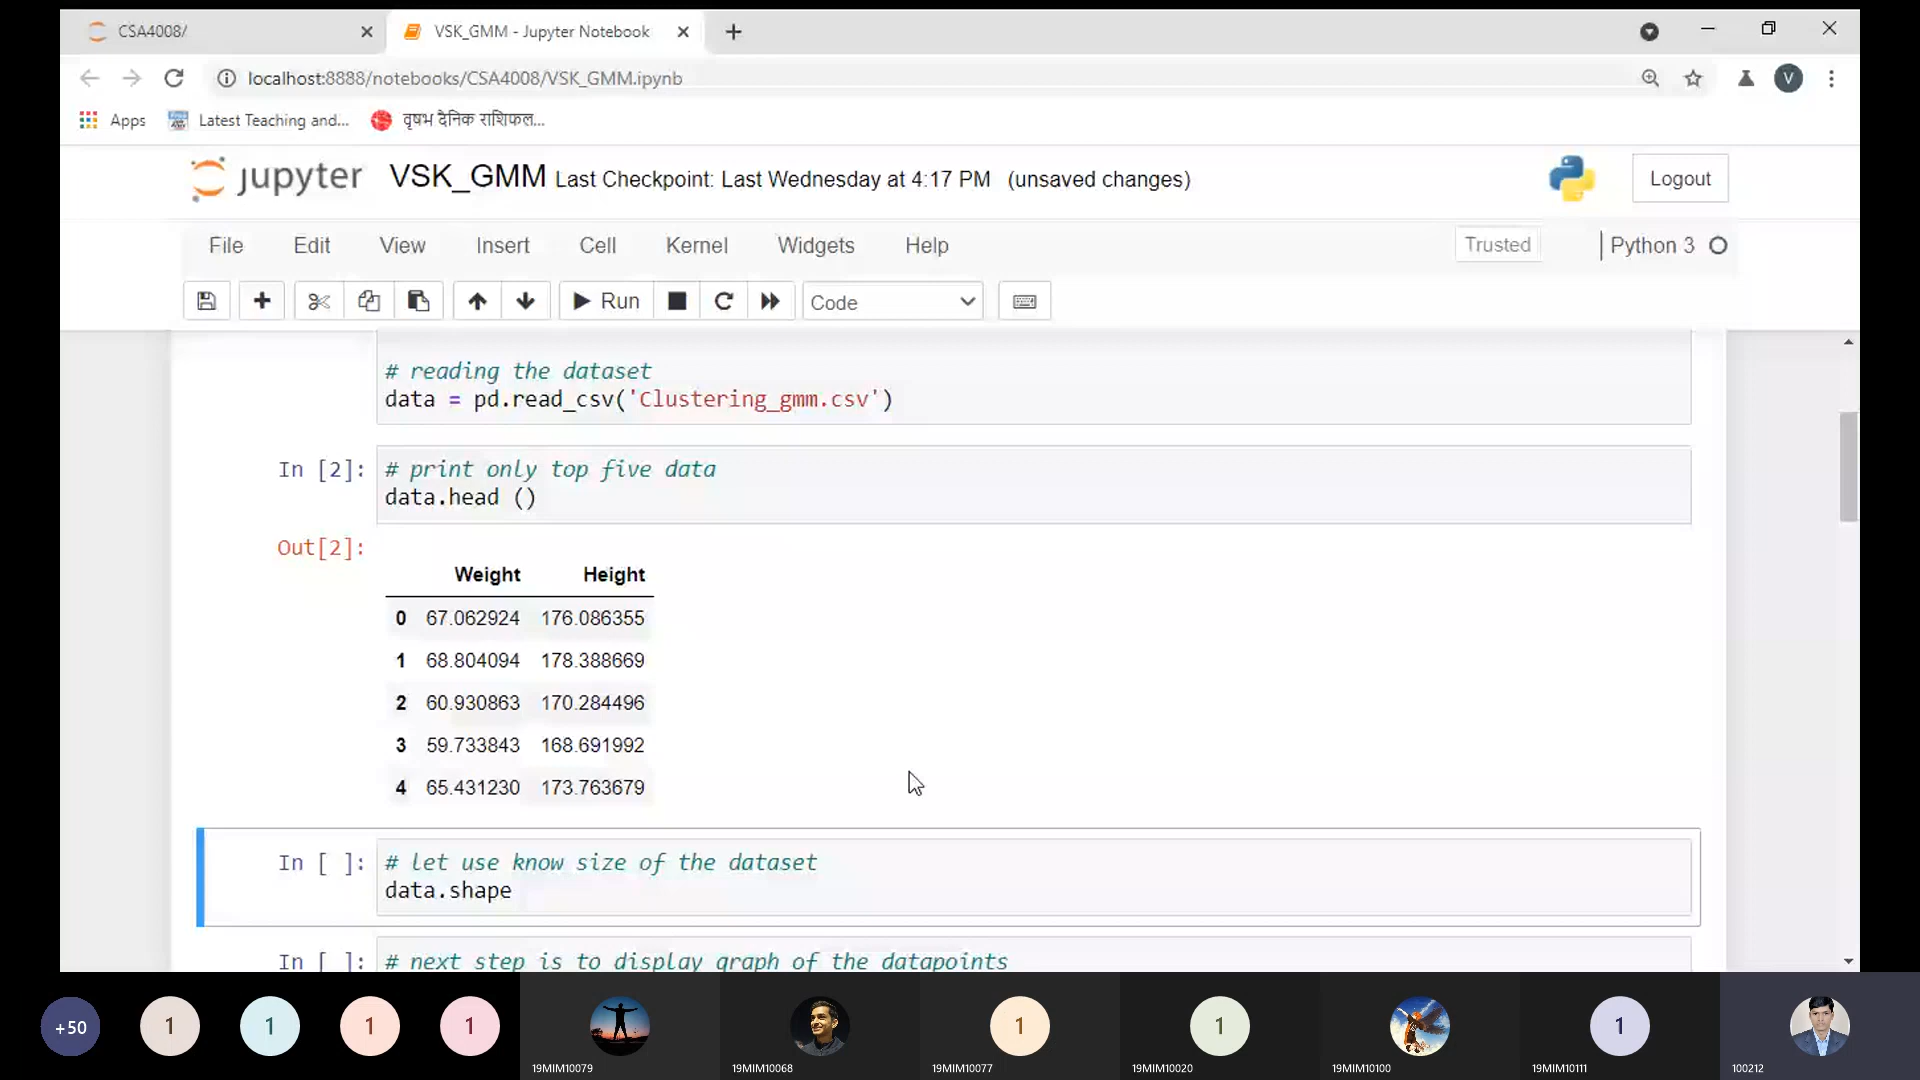 CSA4008/
VSK_GMM - Jupyter Notebook
localhost:8888/notebooks/CSA4008/VSK_GMM.ipynb
V
Apps
Latest Teaching and...
वृषभ दैनिक राशिफल...
jupyter
VSK_GMM Last Checkpoint: Last Wednesday at 4:17 PM (unsaved changes)
Logout
File Edit View Insert Cell Kernel Widgets Help
Trusted
Python 3
Run
Code
# reading the dataset
data = pd.read_csv('Clustering_gmm.csv')
In [2]: # print only top five data
data.head ()
Out[2]:
Weight Height
0 67.062924 176.086355
1 68.804094 178.388669
2 60.930863 170.284496
3 59.733843 168.691992
4 65.431230 173.763679
In [ ]: # let use know size of the dataset
data.shape
In [ ]: # next step is to display graph of the datapoints
+50 1 1 1 1 1 1 1
19MIM10079 19MIM10068 19MIM10077 19MIM10020 19MIM10100 19MIM10111 100212